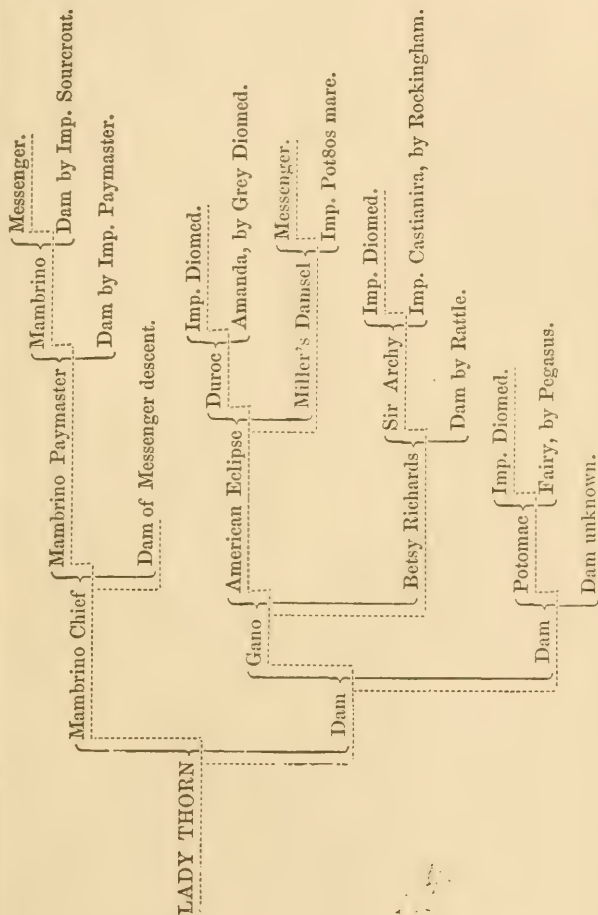 LADY THORN
Mambrino Chief
Mambrino Paymaster
Mambrino
Messenger.
Dam by Imp. Sourcrout.
Dam by Imp. Paymaster.
Dam of Messenger descent.
Dam
Gano
American Eclipse
Duroc
Imp. Diomed.
Amanda, by Grey Diomed.
Miller's Damsel
Messenger.
Imp. Pot8os mare.
Betsy Richards
Sir Archy
Imp. Diomed.
Imp. Castianira, by Rockingham.
Dam by Rattle.
Dam
Potomac
Imp. Diomed.
Fairy, by Pegasus.
Dam unknown.